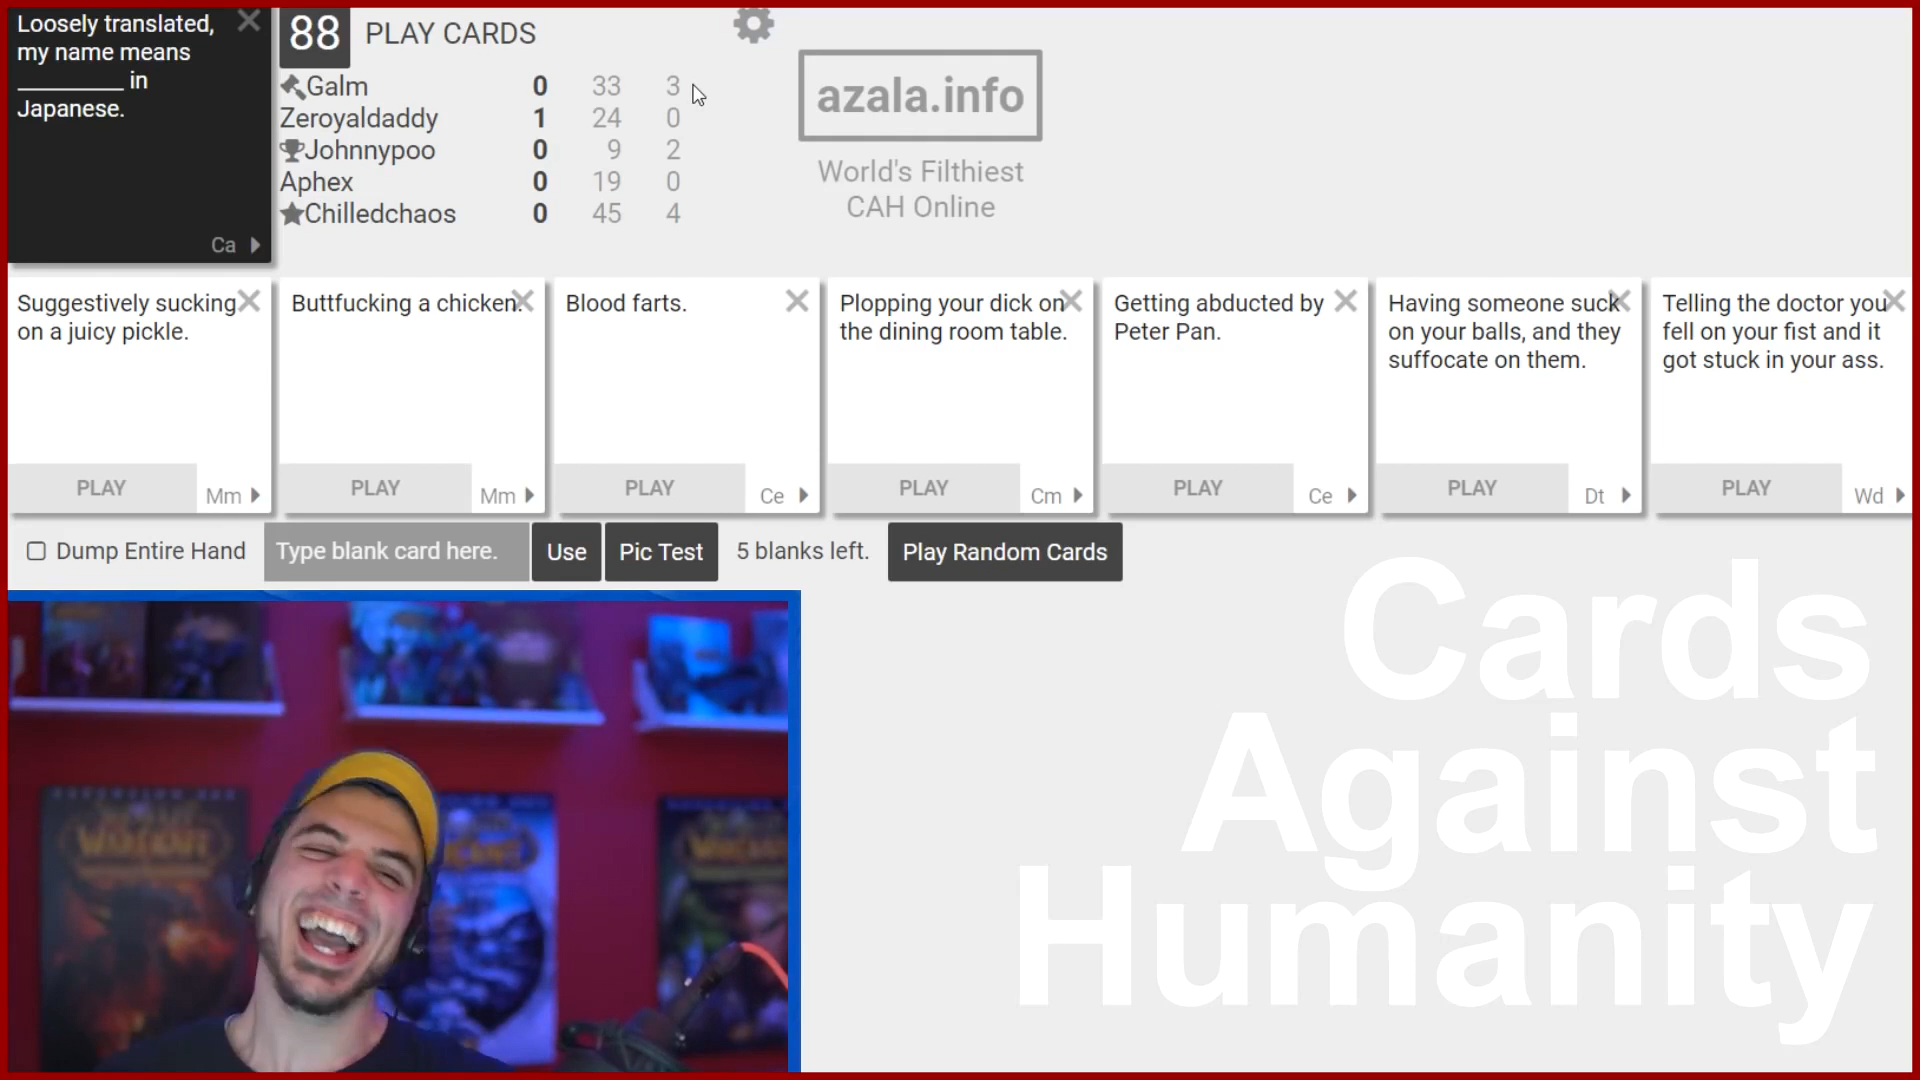 Loosely translated,
my name means
_________ in
Japanese.
Ca
88 PLAY CARDS
Galm 0 33 3
Zeroyaldaddy 1 24 0
Johnnypoo 0 9 2
Aphex 0 19 0
Chilledchaos 0 45 4
azala.info
World's Filthiest
CAH Online
Suggestively sucking
on a juicy pickle.
PLAY Mm
Buttfucking a chicken.
PLAY Mm
Blood farts.
PLAY Ce
Plopping your dick on
the dining room table.
PLAY Cm
Getting abducted by
Peter Pan.
PLAY Ce
Having someone suck
on your balls, and they
suffocate on them.
PLAY Dt
Telling the doctor you
fell on your fist and it
got stuck in your ass.
PLAY Wd
Dump Entire Hand Type blank card here. Use Pic Test 5 blanks left. Play Random Cards
Cards
Against
Humanity
WARCRAFT